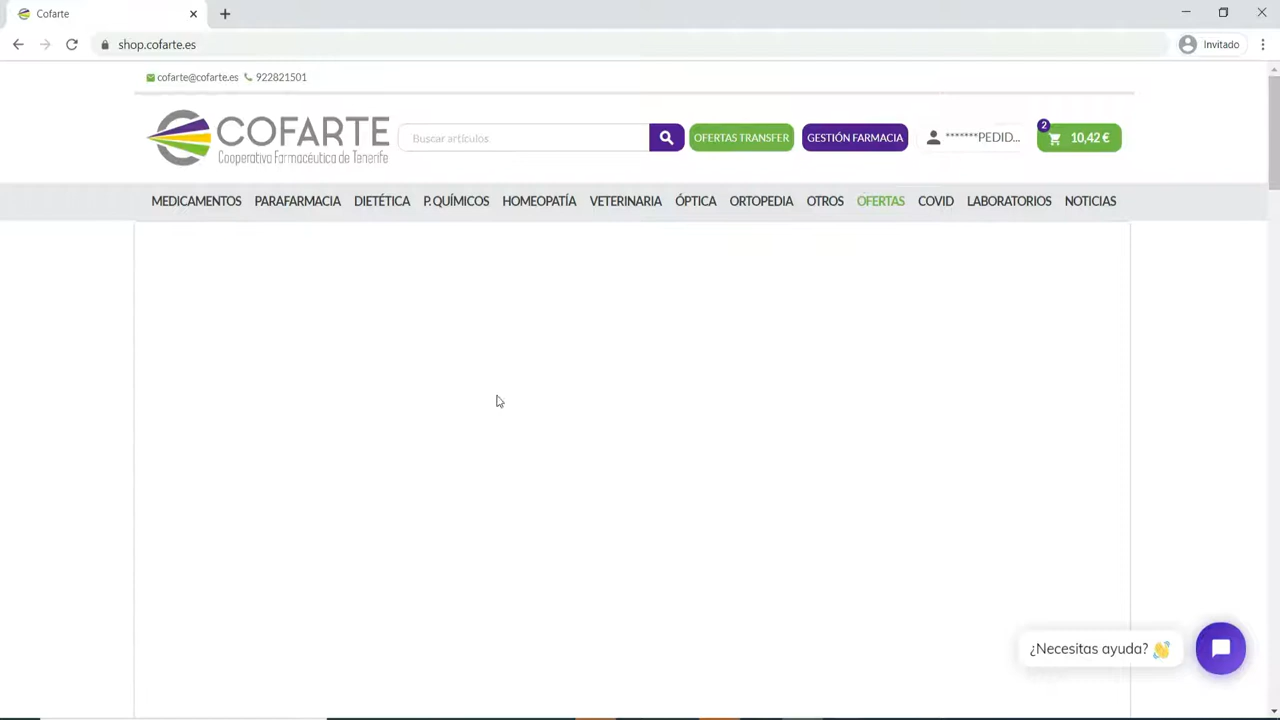 Cofarte
shop.cofarte.es
Invitado
cofarte@cofarte.es 922821501
COFARTE
Cooperativa Farmacéutica de Tenerife
Buscar artículos
OFERTAS TRANSFER
GESTIÓN FARMACIA
*******PEDID...
2
10,42 €
MEDICAMENTOS PARAFARMACIA DIETÉTICA P. QUÍMICOS HOMEOPATÍA VETERINARIA ÓPTICA ORTOPEDIA OTROS OFERTAS COVID LABORATORIOS NOTICIAS
¿Necesitas ayuda? 👋